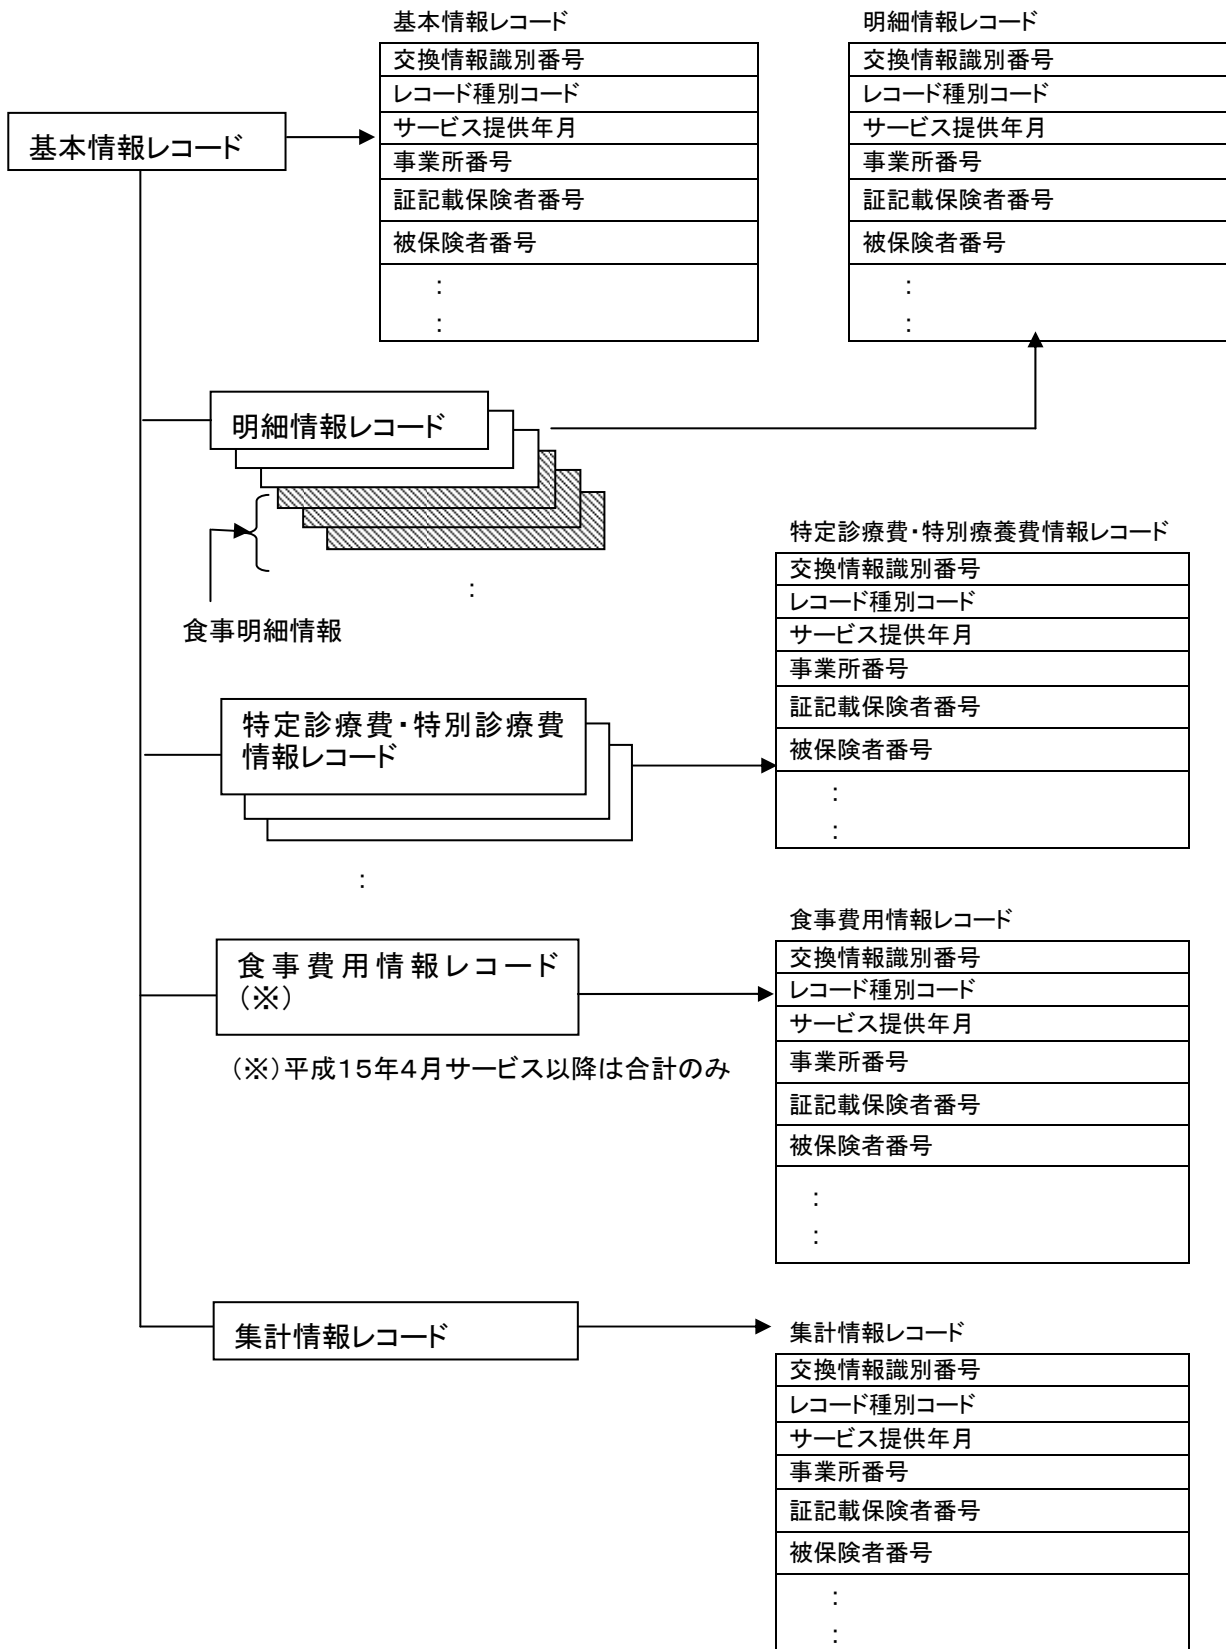 基本情報レコード
交換情報識別番号
レコード種別コード
サービス提供年月
事業所番号
証記載保険者番号
被保険者番号
:
:
明細情報レコード
交換情報識別番号
レコード種別コード
サービス提供年月
事業所番号
証記載保険者番号
被保険者番号
:
:
基本情報レコード
明細情報レコード
:
食事明細情報
特定診療費・特別療養費情報レコード
交換情報識別番号
レコード種別コード
サービス提供年月
事業所番号
証記載保険者番号
被保険者番号
:
:
特定診療費・特別診療費
情報レコード
:
食事費用情報レコード
交換情報識別番号
レコード種別コード
サービス提供年月
事業所番号
証記載保険者番号
被保険者番号
:
:
食事費用情報レコード
(※)
(※)平成15年4月サービス以降は合計のみ
集計情報レコード
集計情報レコード
交換情報識別番号
レコード種別コード
サービス提供年月
事業所番号
証記載保険者番号
被保険者番号
:
: